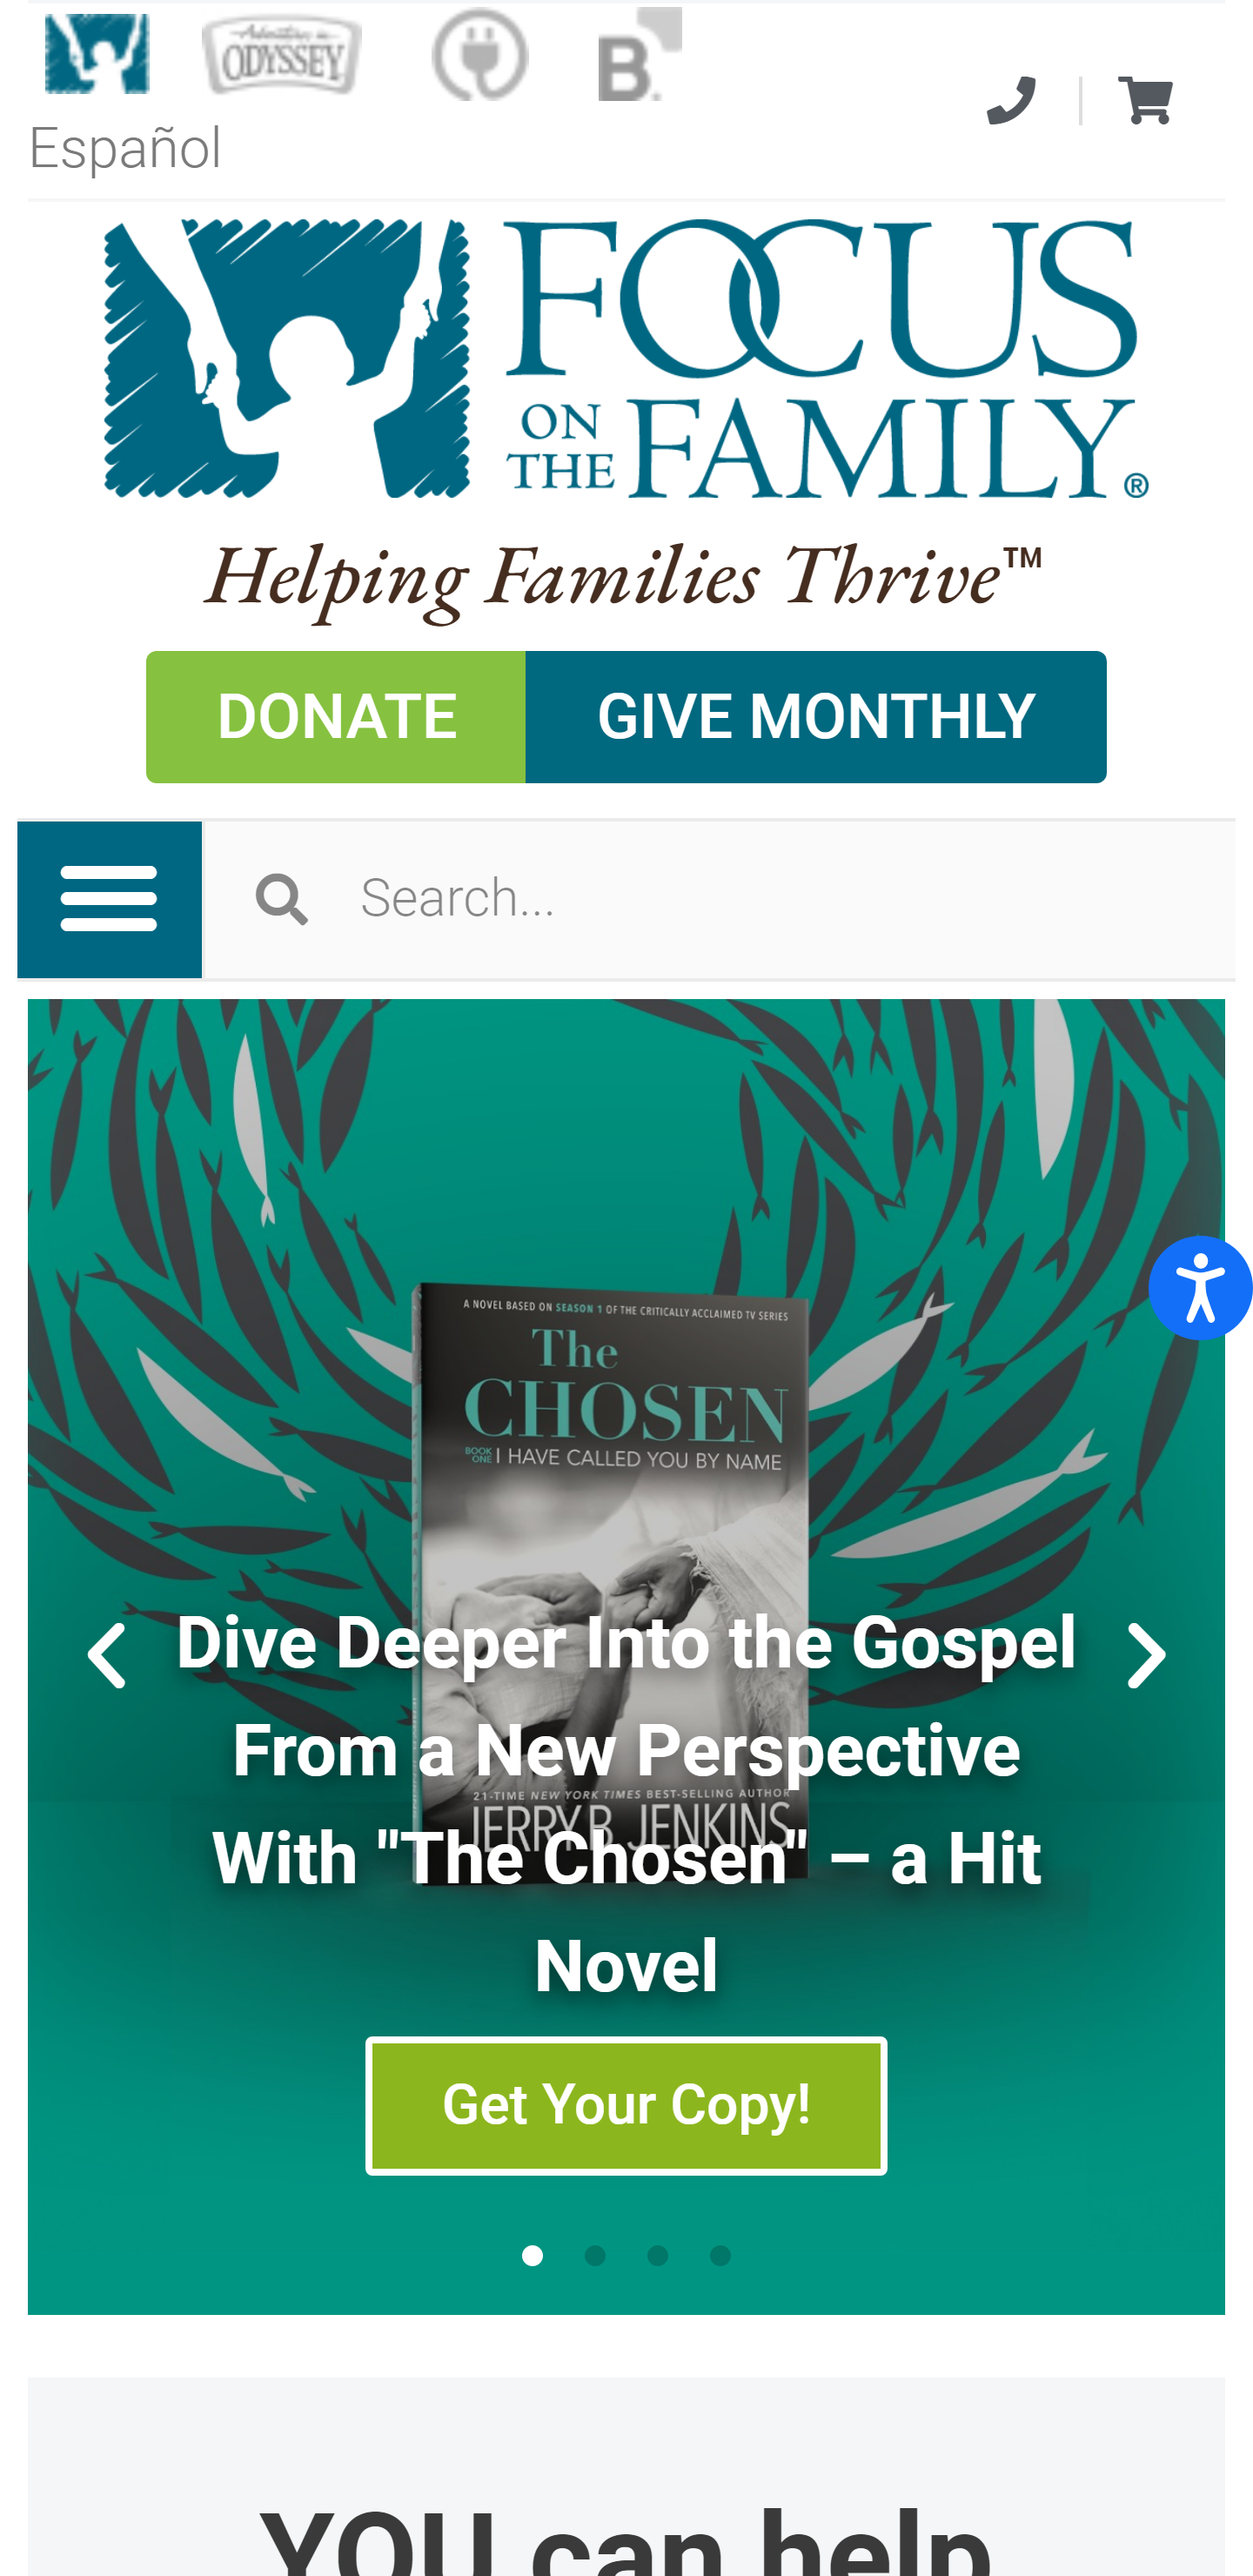 Adventures in
ODYSSEY
B.
Español
FOCUS
ON
THE
FAMILY®
Helping Families Thrive™
DONATE
GIVE MONTHLY
Search...
A NOVEL BASED ON SEASON 1 OF THE CRITICALLY ACCLAIMED TV SERIES
The
CHOSEN
BOOK
ONE
I HAVE CALLED YOU BY NAME
Dive Deeper Into the Gospel
From a New Perspective
21-TIME NEW YORK TIMES BEST-SELLING AUTHOR
JERRY B. JENKINS
With "The Chosen" – a Hit
Novel
Get Your Copy!
YOU can help